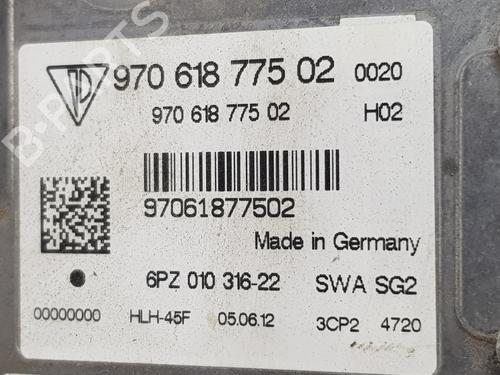 970 618 775 02 0020
970 618 775 02 H02
97061877502
Made in Germany
6PZ 010 316-22 SWA SG2
00000000 HLH-45F 05.06.12 3CP2 4720
B-PARTS